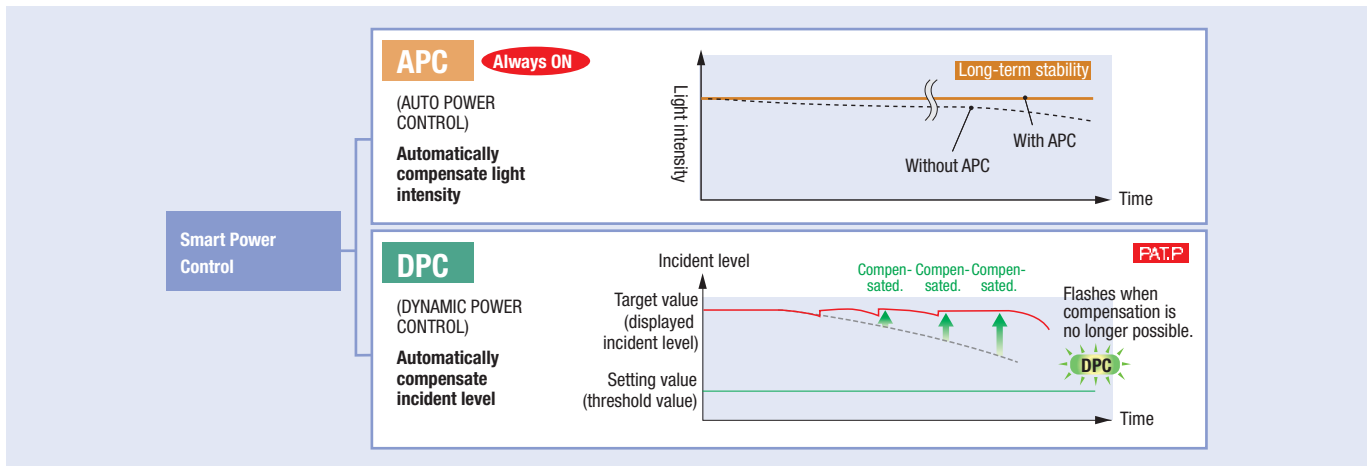 Smart Power
Control
APC
Always ON
(AUTO POWER
CONTROL)
Automatically
compensate light
intensity
Light intensity
Long-term stability
With APC
Without APC
Time
DPC
(DYNAMIC POWER
CONTROL)
Automatically
compensate
incident level
PAT.P
Incident level
Target value
(displayed
incident level)
Setting value
(threshold value)
Compen-
sated.
Compen-
sated.
Compen-
sated.
Flashes when
compensation is
no longer possible.
DPC
Time